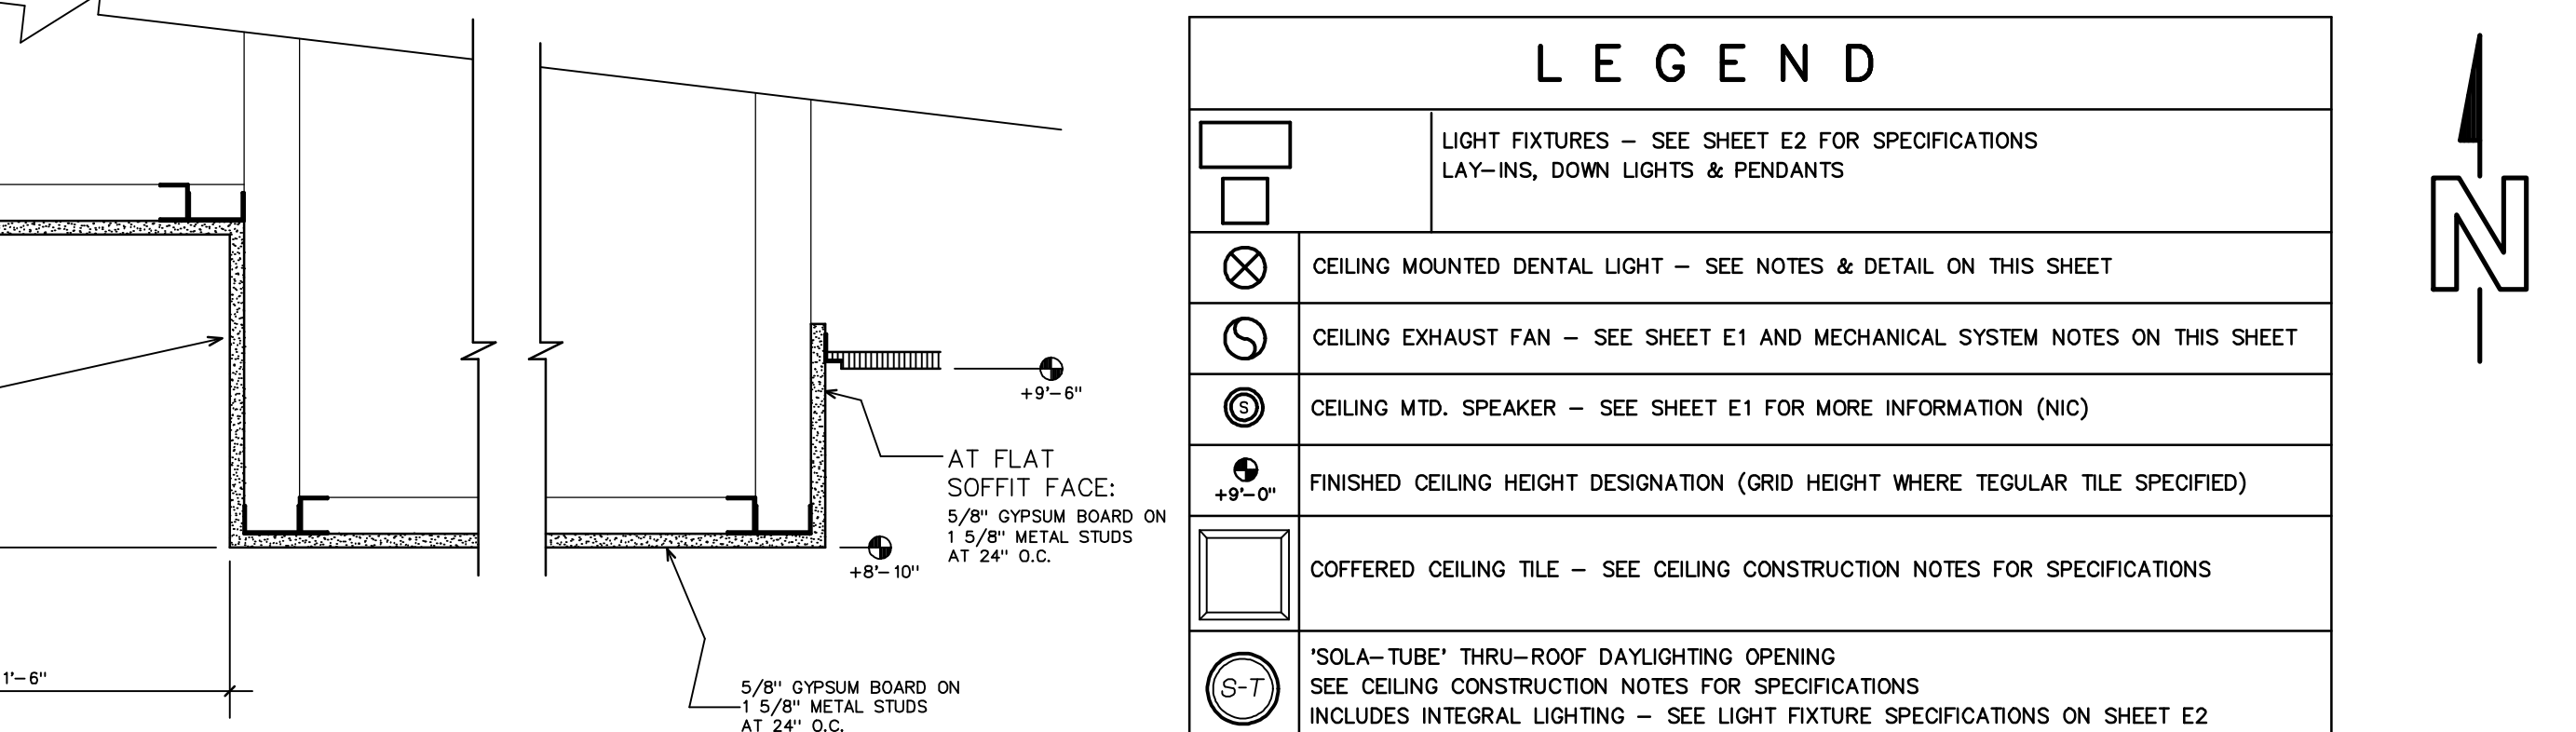 +9'-6"
AT FLAT
SOFFIT FACE:
5/8" GYPSUM BOARD ON
1 5/8" METAL STUDS
AT 24" O.C.
+8'-10"
1'-6"
5/8" GYPSUM BOARD ON
1 5/8" METAL STUDS
AT 24" O.C.
LEGEND
LIGHT FIXTURES – SEE SHEET E2 FOR SPECIFICATIONS
LAY-INS, DOWN LIGHTS & PENDANTS
CEILING MOUNTED DENTAL LIGHT – SEE NOTES & DETAIL ON THIS SHEET
CEILING EXHAUST FAN – SEE SHEET E1 AND MECHANICAL SYSTEM NOTES ON THIS SHEET
S
CEILING MTD. SPEAKER – SEE SHEET E1 FOR MORE INFORMATION (NIC)
+9'-0"
FINISHED CEILING HEIGHT DESIGNATION (GRID HEIGHT WHERE TEGULAR TILE SPECIFIED)
COFFERED CEILING TILE – SEE CEILING CONSTRUCTION NOTES FOR SPECIFICATIONS
S-T
'SOLA-TUBE' THRU-ROOF DAYLIGHTING OPENING
SEE CEILING CONSTRUCTION NOTES FOR SPECIFICATIONS
INCLUDES INTEGRAL LIGHTING – SEE LIGHT FIXTURE SPECIFICATIONS ON SHEET E2
N